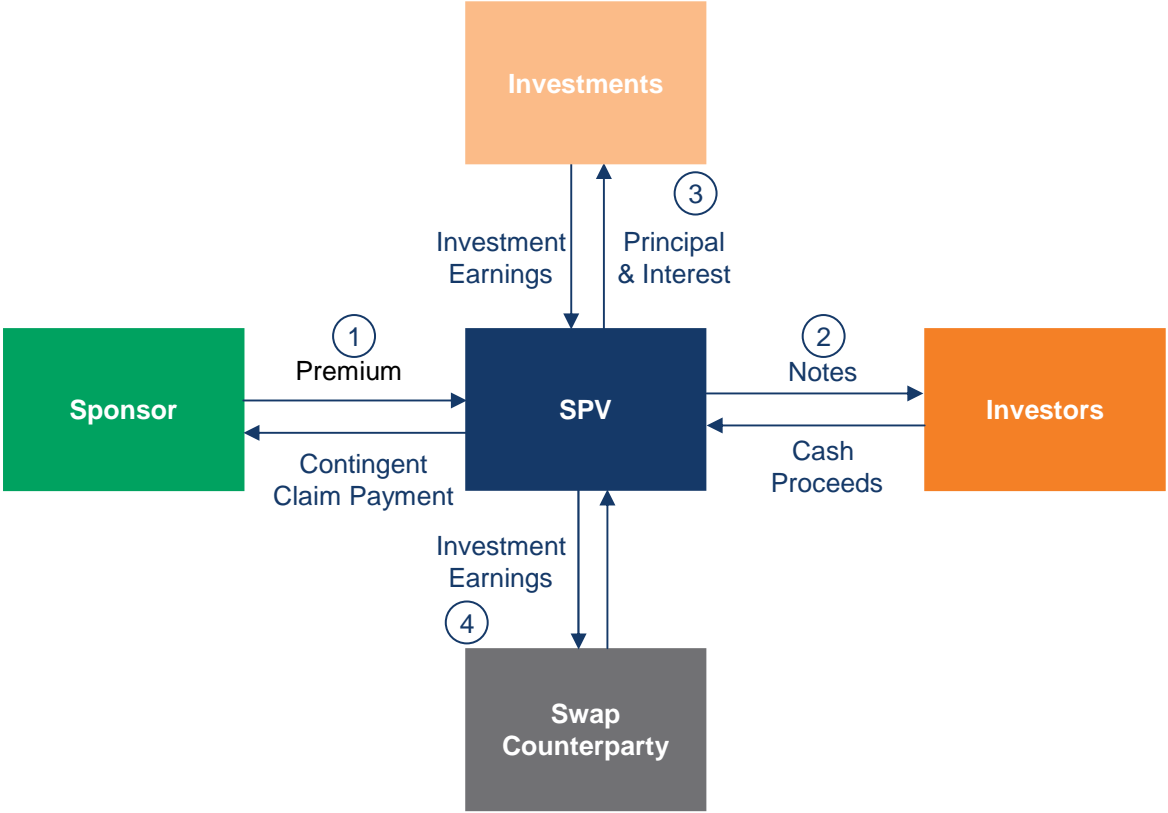 Investments
3
Investment
Earnings
Principal
& Interest
1
Premium
2
Notes
Sponsor
SPV
Investors
Contingent
Claim Payment
Cash
Proceeds
Investment
Earnings
4
Swap
Counterparty